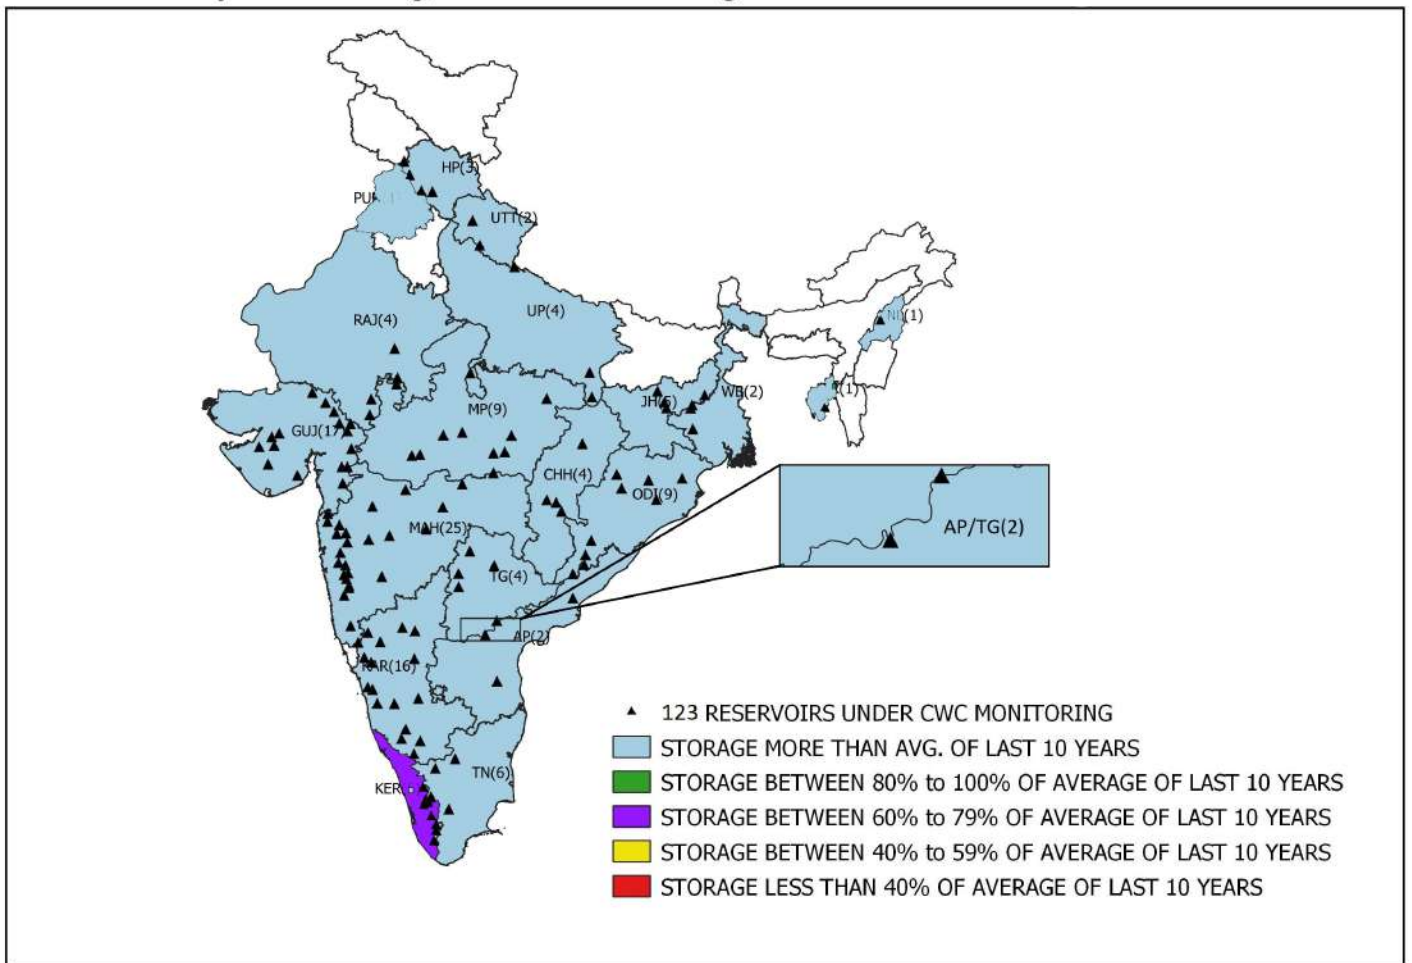 HP(3)
UTT(2)
RAJ(4)
UP(4)
(1)
MP(9)
JH(5)
WB(2)
(1)
GUJ(17)
CHH(4)
ODI(9)
MAH(25)
AP/TG(2)
TG(4)
AP(2)
KAR(16)
TN(6)
KER
123 RESERVOIRS UNDER CWC MONITORING
STORAGE MORE THAN AVG. OF LAST 10 YEARS
STORAGE BETWEEN 80% to 100% OF AVERAGE OF LAST 10 YEARS
STORAGE BETWEEN 60% to 79% OF AVERAGE OF LAST 10 YEARS
STORAGE BETWEEN 40% to 59% OF AVERAGE OF LAST 10 YEARS
STORAGE LESS THAN 40% OF AVERAGE OF LAST 10 YEARS